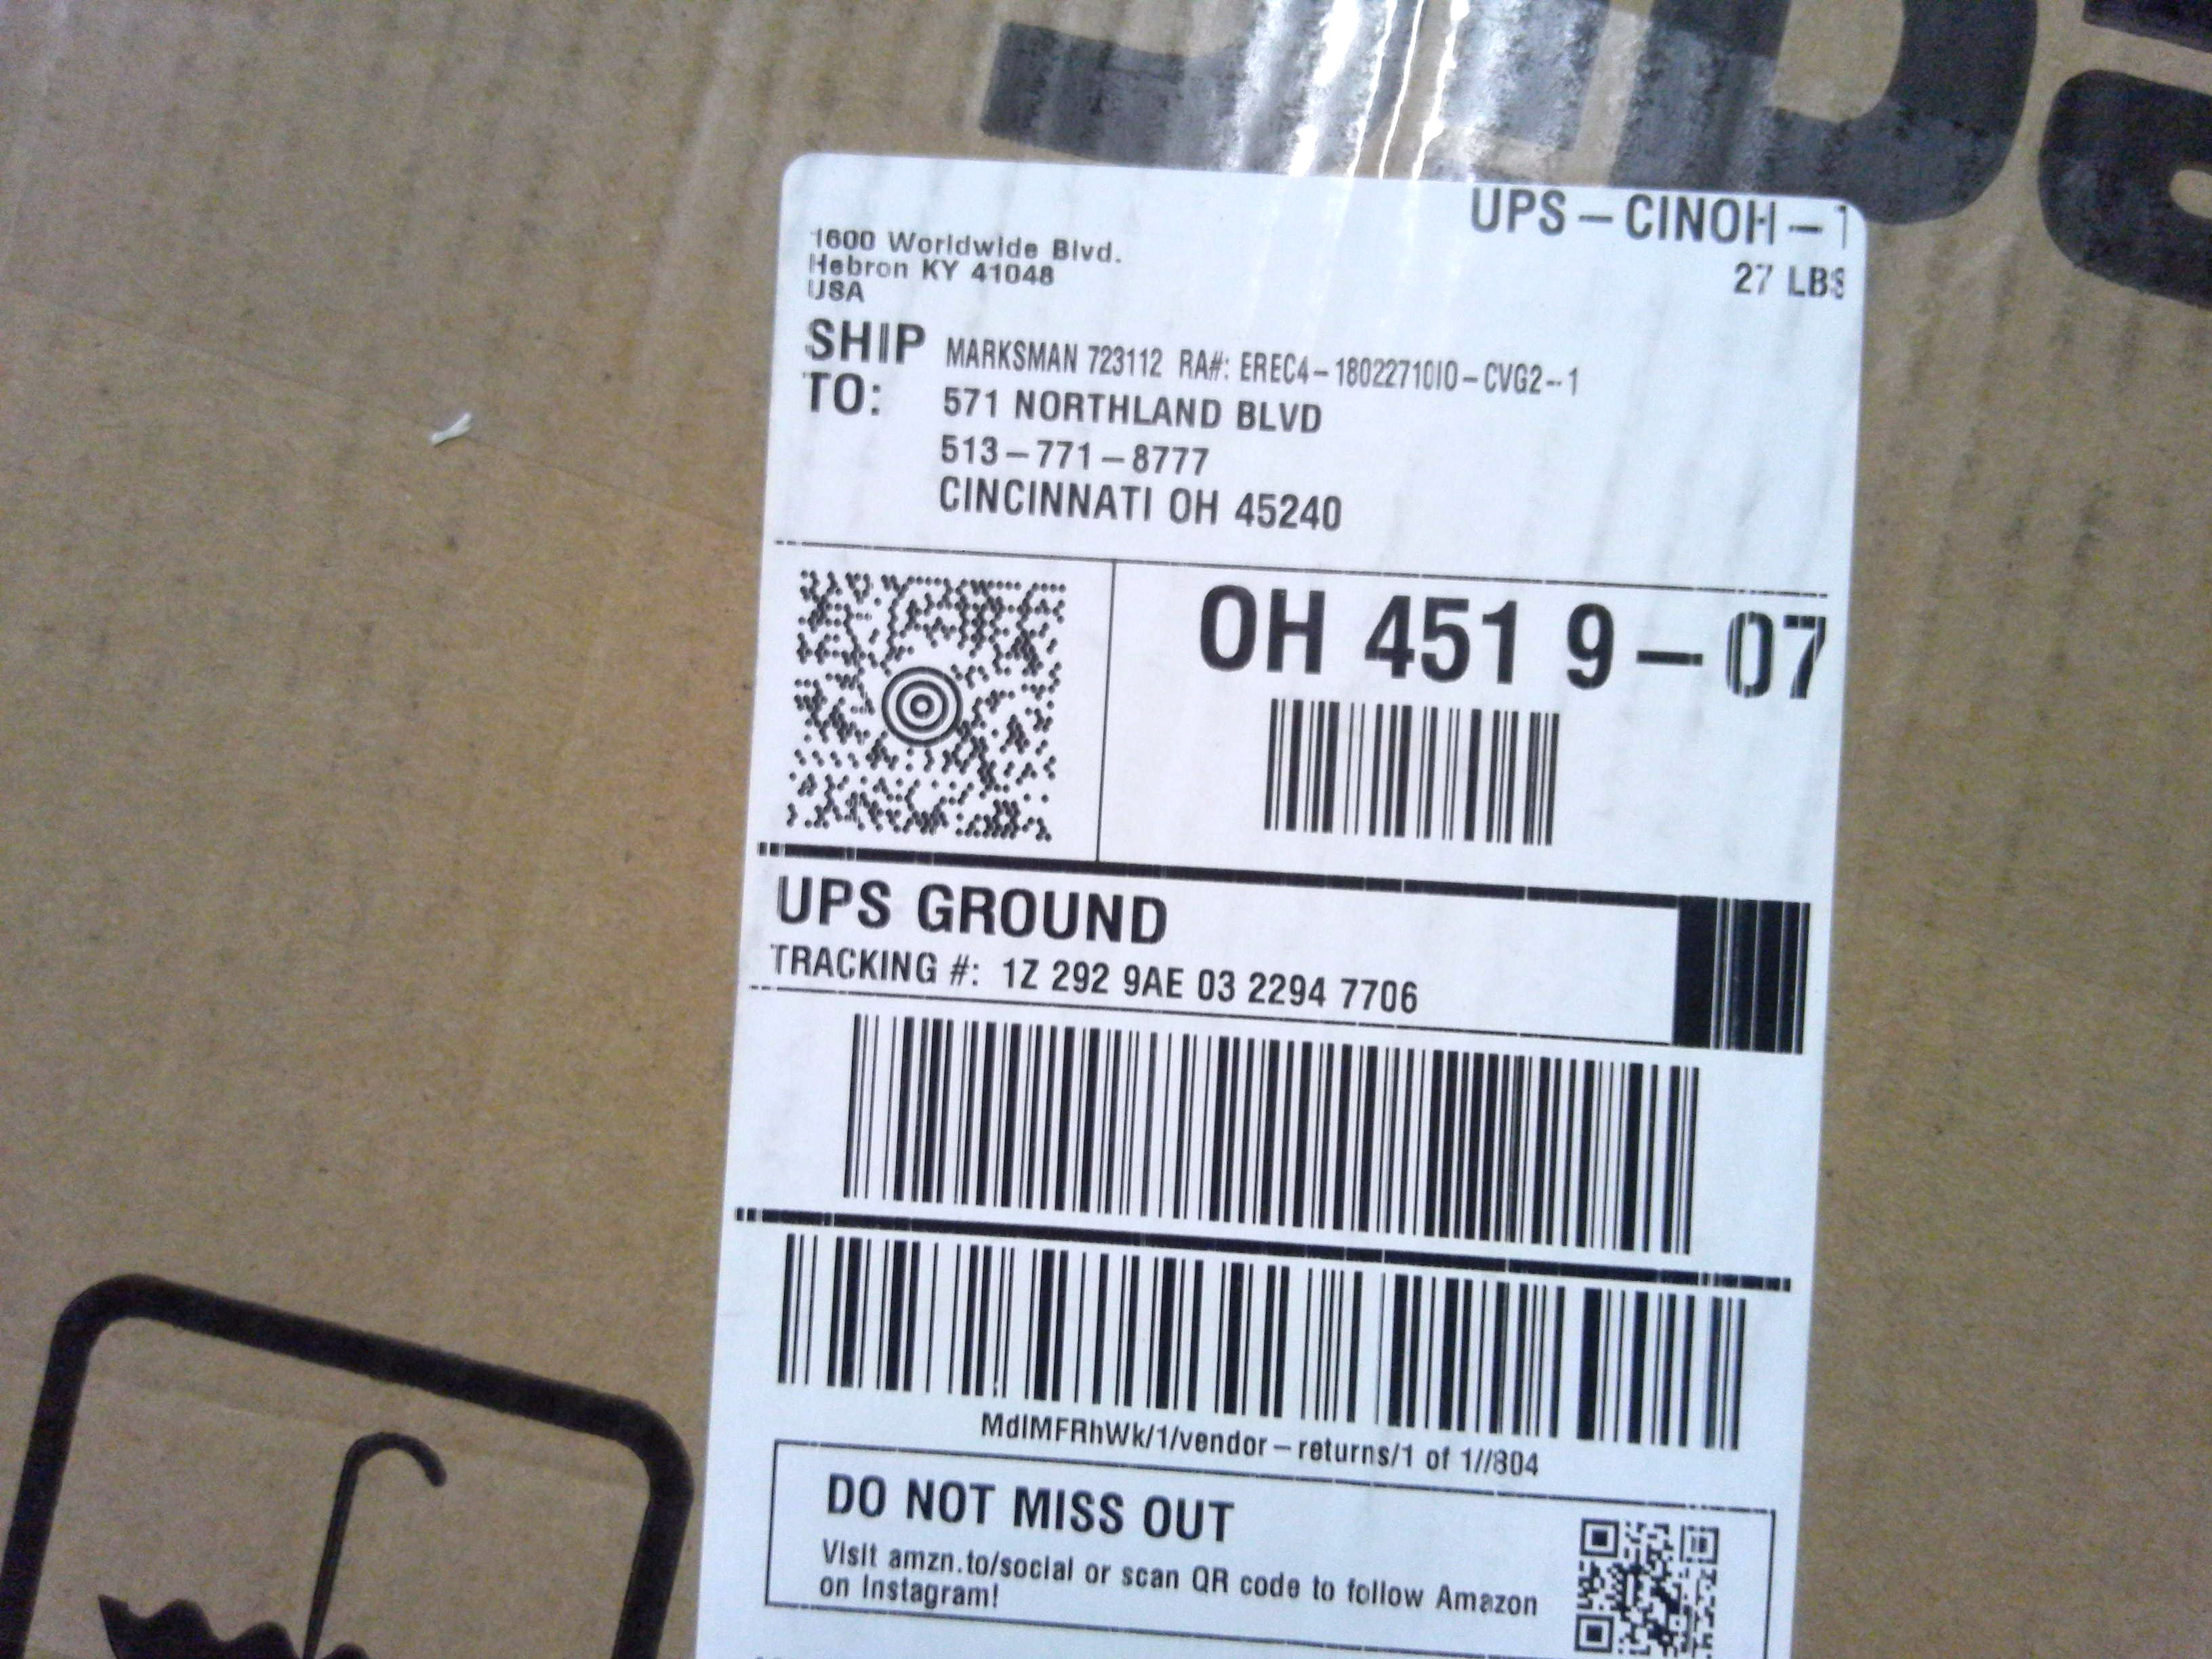 UPS – CINOH – 1
27 LBS
1600 Worldwide Blvd.
Hebron KY 41048
USA
SHIP TO:
MARKSMAN 723112 RA#: EREC4-18022710IO-CVG2--1
571 NORTHLAND BLVD
513-771-8777
CINCINNATI OH 45240
OH 451 9-07
UPS GROUND
TRACKING #: 1Z 292 9AE 03 2294 7706
MdlMFRhWk/1/vendor-returns/1 of 1//804
DO NOT MISS OUT
Visit amzn.to/social or scan QR code to follow Amazon
on Instagram!